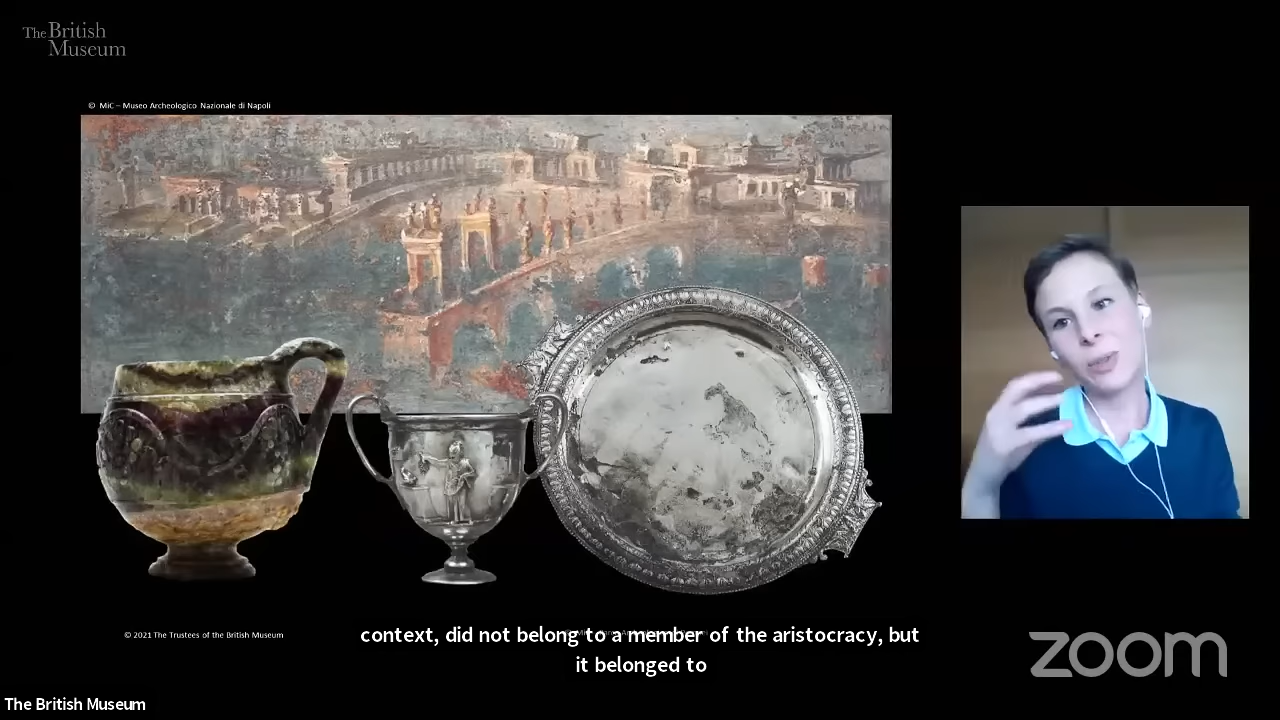 The British
Museum
© MiC – Museo Archeologico Nazionale di Napoli
© 2021 The Trustees of the British Museum
context, did not belong to a member of the aristocracy, but
it belonged to
zoom
The British Museum